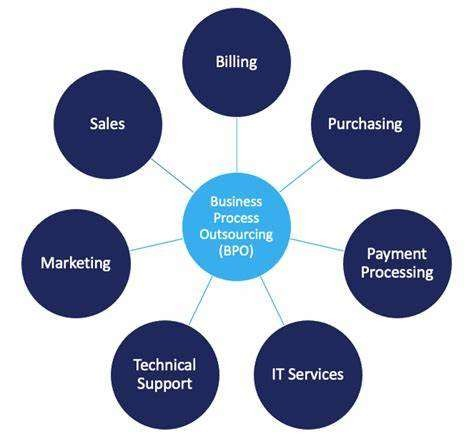 Billing
Sales
Purchasing
Business
Process
Outsourcing
(BPO)
Marketing
Payment
Processing
Technical
Support
IT Services